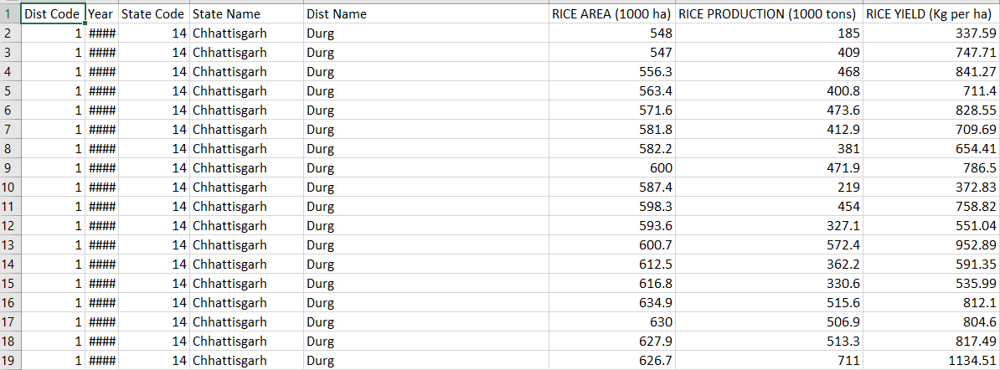 1 Dist Code Year State Code State Name Dist Name RICE AREA (1000 ha) RICE PRODUCTION (1000 tons) RICE YIELD (Kg per ha)
2 1 #### 14 Chhattisgarh Durg 548 185 337.59
3 1 #### 14 Chhattisgarh Durg 547 409 747.71
4 1 #### 14 Chhattisgarh Durg 556.3 468 841.27
5 1 #### 14 Chhattisgarh Durg 563.4 400.8 711.4
6 1 #### 14 Chhattisgarh Durg 571.6 473.6 828.55
7 1 #### 14 Chhattisgarh Durg 581.8 412.9 709.69
8 1 #### 14 Chhattisgarh Durg 582.2 381 654.41
9 1 #### 14 Chhattisgarh Durg 600 471.9 786.5
10 1 #### 14 Chhattisgarh Durg 587.4 219 372.83
11 1 #### 14 Chhattisgarh Durg 598.3 454 758.82
12 1 #### 14 Chhattisgarh Durg 593.6 327.1 551.04
13 1 #### 14 Chhattisgarh Durg 600.7 572.4 952.89
14 1 #### 14 Chhattisgarh Durg 612.5 362.2 591.35
15 1 #### 14 Chhattisgarh Durg 616.8 330.6 535.99
16 1 #### 14 Chhattisgarh Durg 634.9 515.6 812.1
17 1 #### 14 Chhattisgarh Durg 630 506.9 804.6
18 1 #### 14 Chhattisgarh Durg 627.9 513.3 817.49
19 1 #### 14 Chhattisgarh Durg 626.7 711 1134.51